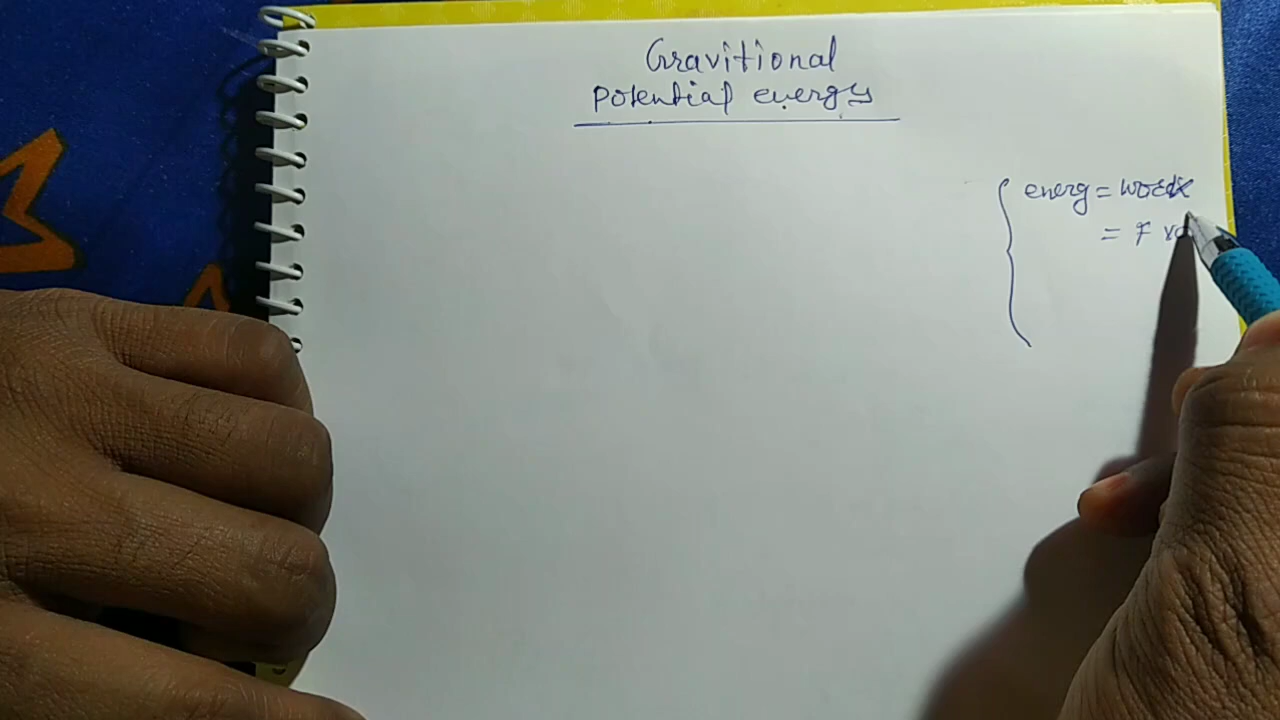 Gravitional
Potential energy
energ = work
= F x